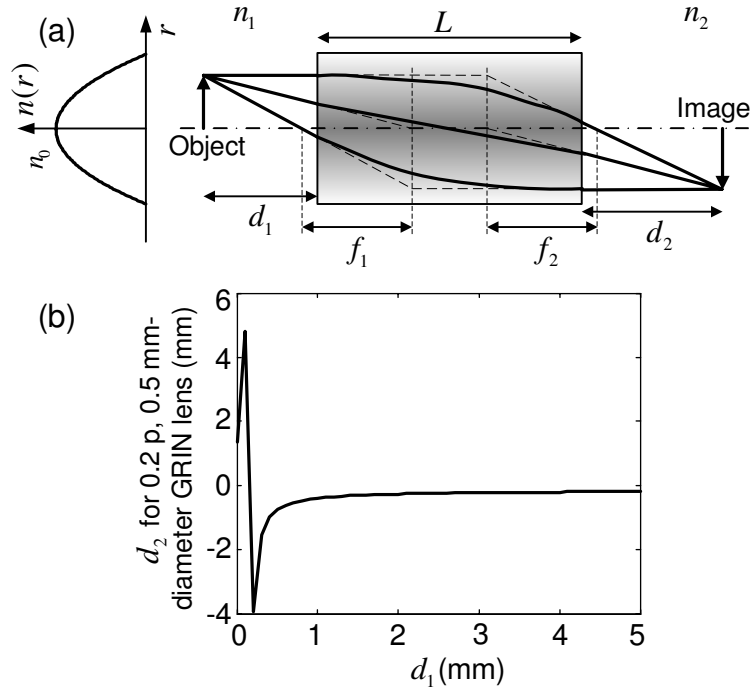 (a)
n(r)
n₀
r
n₁
L
n₂
Object
Image
d₁
f₁
f₂
d₂
(b)
d₂ for 0.2 p, 0.5 mm-
diameter GRIN lens (mm)
6
4
2
0
-2
-4
0 1 2 3 4 5
d₁(mm)